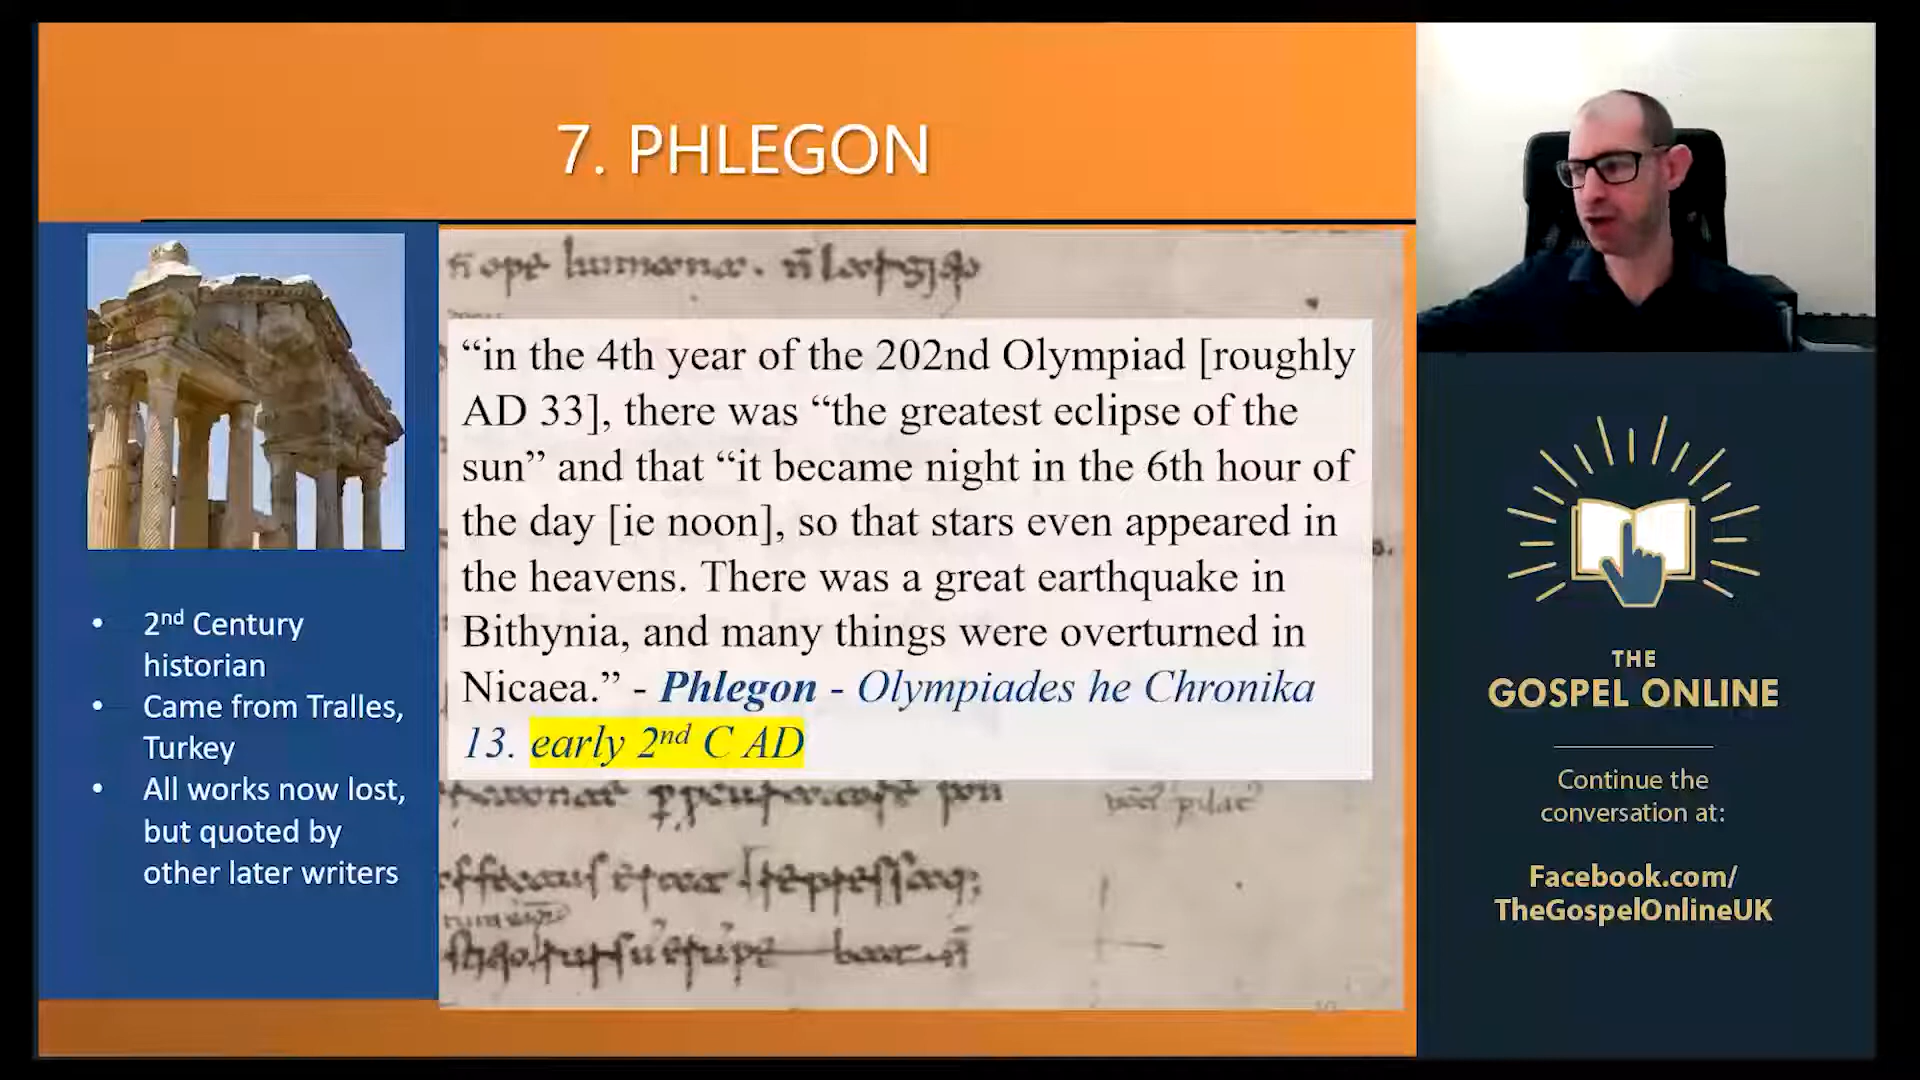 7. PHLEGON
“in the 4th year of the 202nd Olympiad [roughly
AD 33], there was “the greatest eclipse of the
sun” and that “it became night in the 6th hour of
the day [ie noon], so that stars even appeared in
the heavens. There was a great earthquake in
Bithynia, and many things were overturned in
Nicaea.” - Phlegon - Olympiades he Chronika
13. early 2nd C AD
• 2nd Century
historian
• Came from Tralles,
Turkey
• All works now lost,
but quoted by
other later writers
THE
GOSPEL ONLINE
Continue the
conversation at:
Facebook.com/
TheGospelOnlineUK